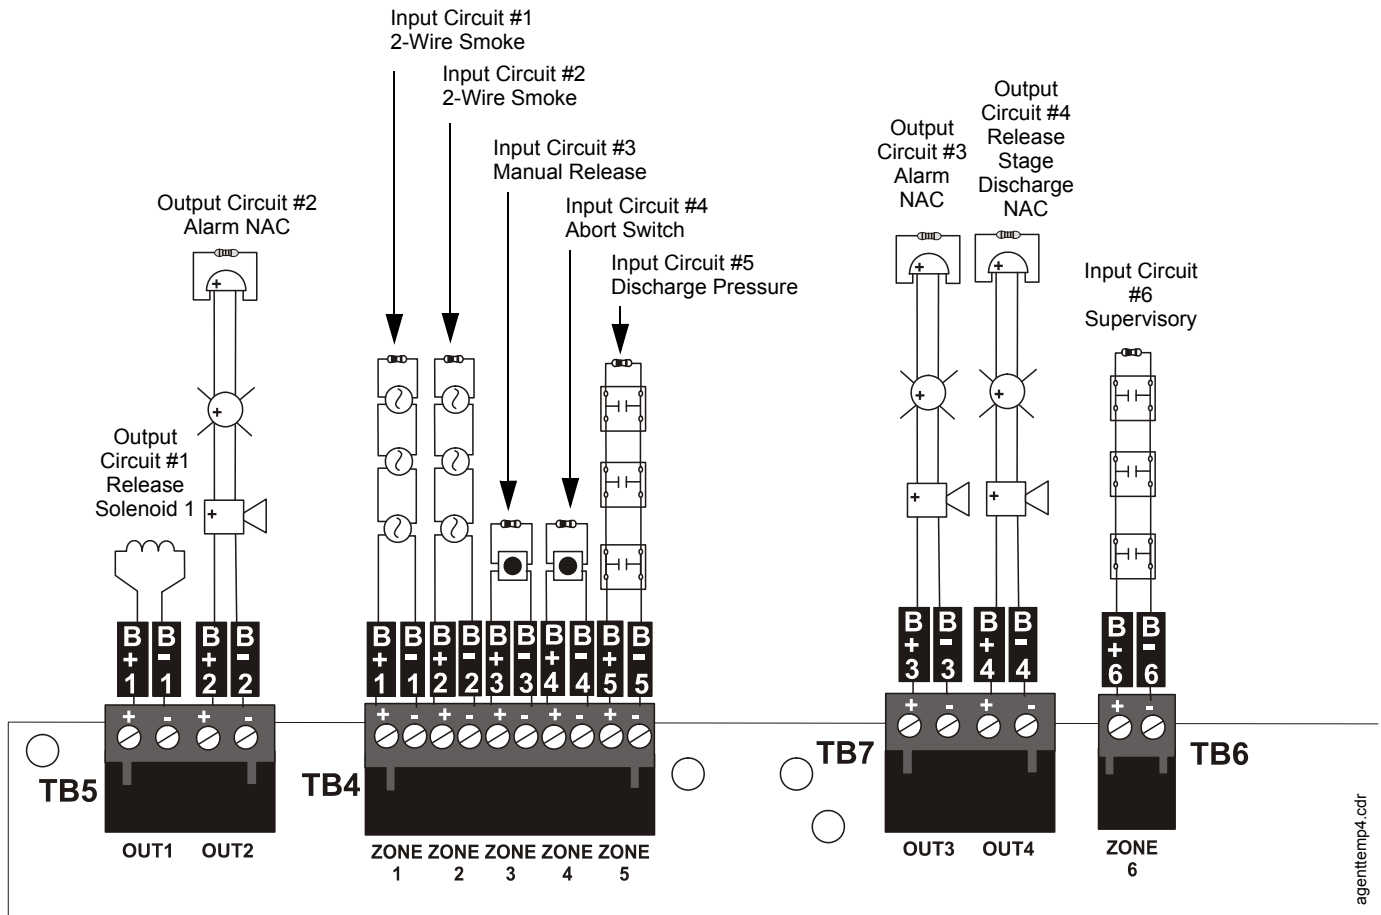 Input Circuit #1
2-Wire Smoke
Input Circuit #2
2-Wire Smoke
Input Circuit #3
Manual Release
Input Circuit #4
Abort Switch
Input Circuit #5
Discharge Pressure
Output Circuit #2
Alarm NAC
Output
Circuit #1
Release
Solenoid 1
Output
Circuit #3
Alarm
NAC
Output
Circuit #4
Release
Stage
Discharge
NAC
Input Circuit
#6
Supervisory
+
+
+
+
+
+
+
+
+
B+1
B-1
B+2
B-2
B+1
B-1
B+2
B-2
B+3
B-3
B+4
B-4
B+5
B-5
B+3
B-3
B+4
B-4
B+6
B-6
+ - + -
+ - + - + - + - + -
+ - + -
+ -
TB5
TB4
TB7
TB6
OUT1 OUT2
ZONE 1
ZONE 2
ZONE 3
ZONE 4
ZONE 5
OUT3 OUT4
ZONE 6
agenttemp4.cdr